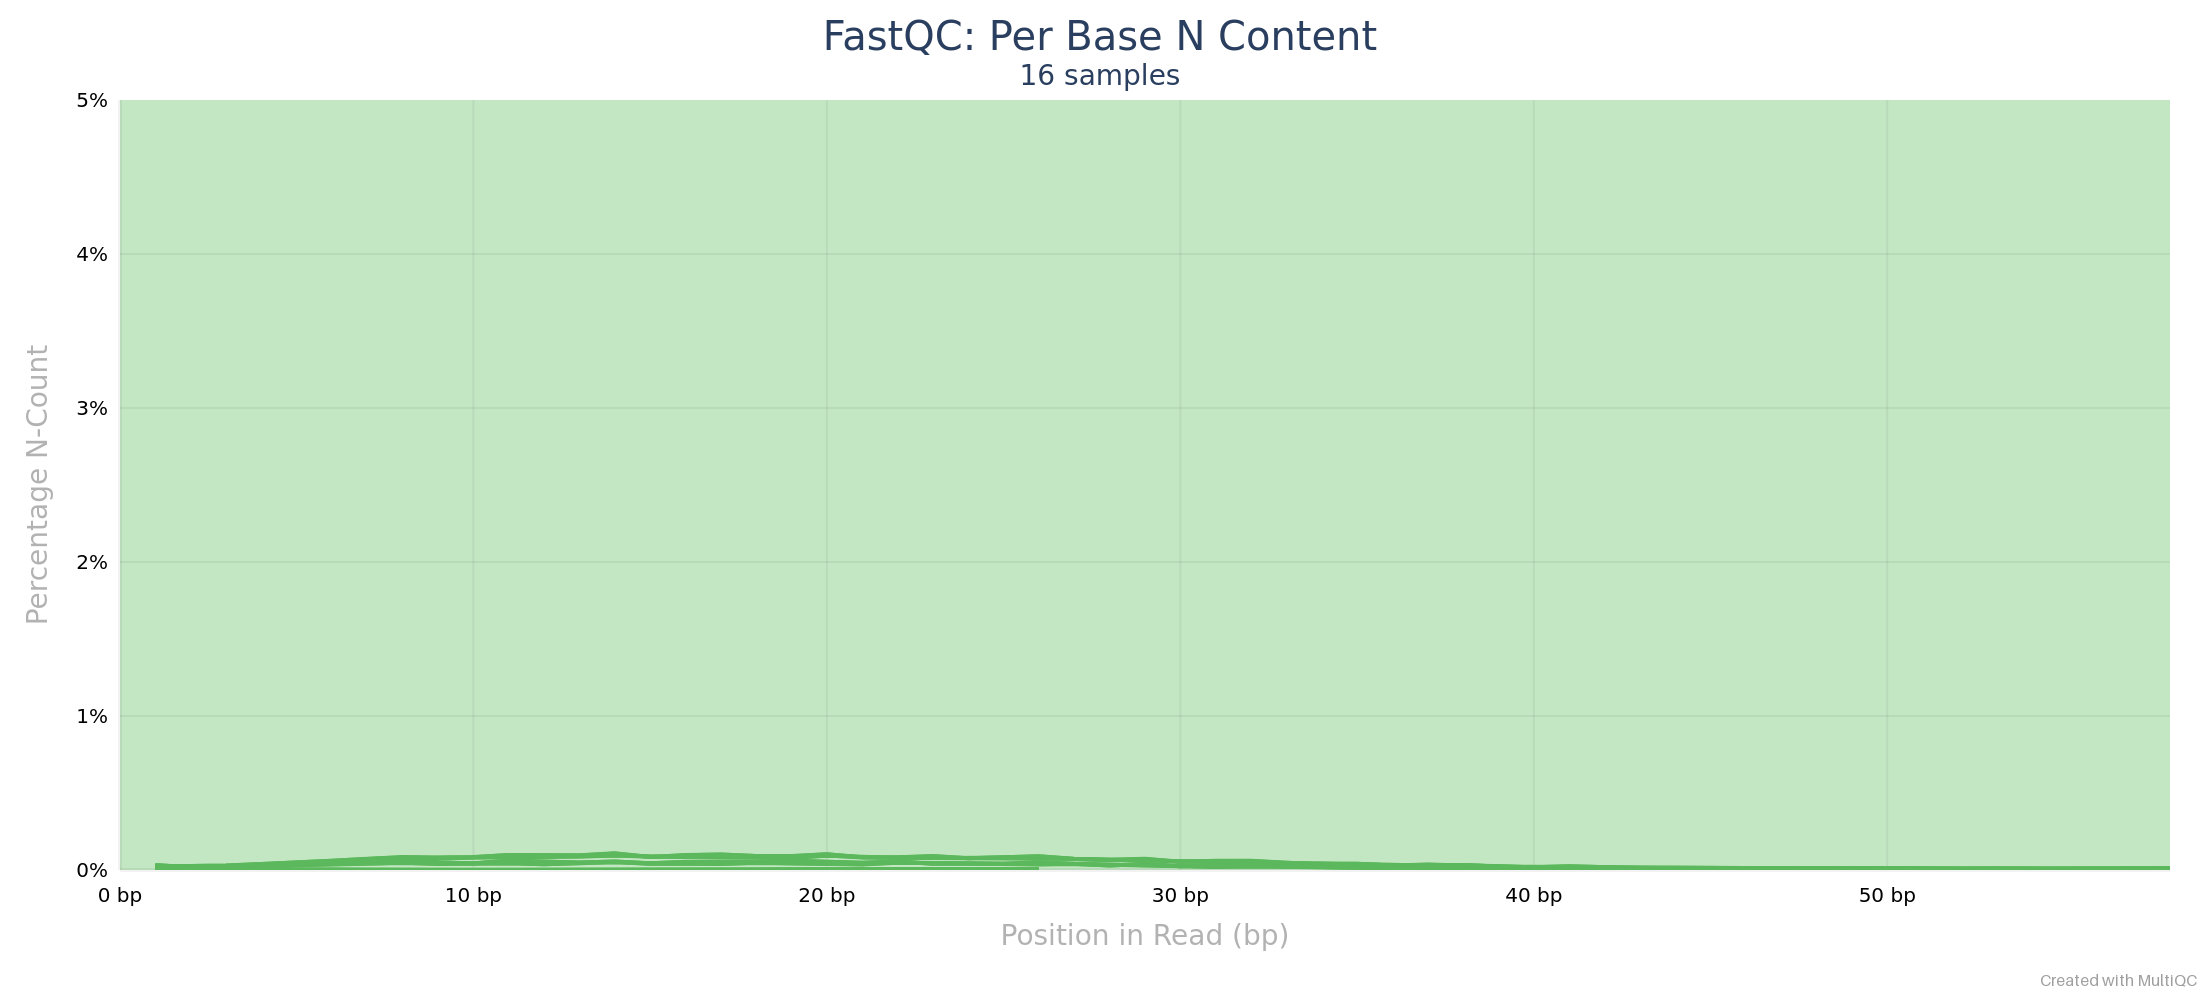 FastQC: Per Base N Content
16 samples
5%
4%
3%
2%
1%
0%
Percentage N-Count
0 bp 10 bp 20 bp 30 bp 40 bp 50 bp
Position in Read (bp)
Created with MultiQC